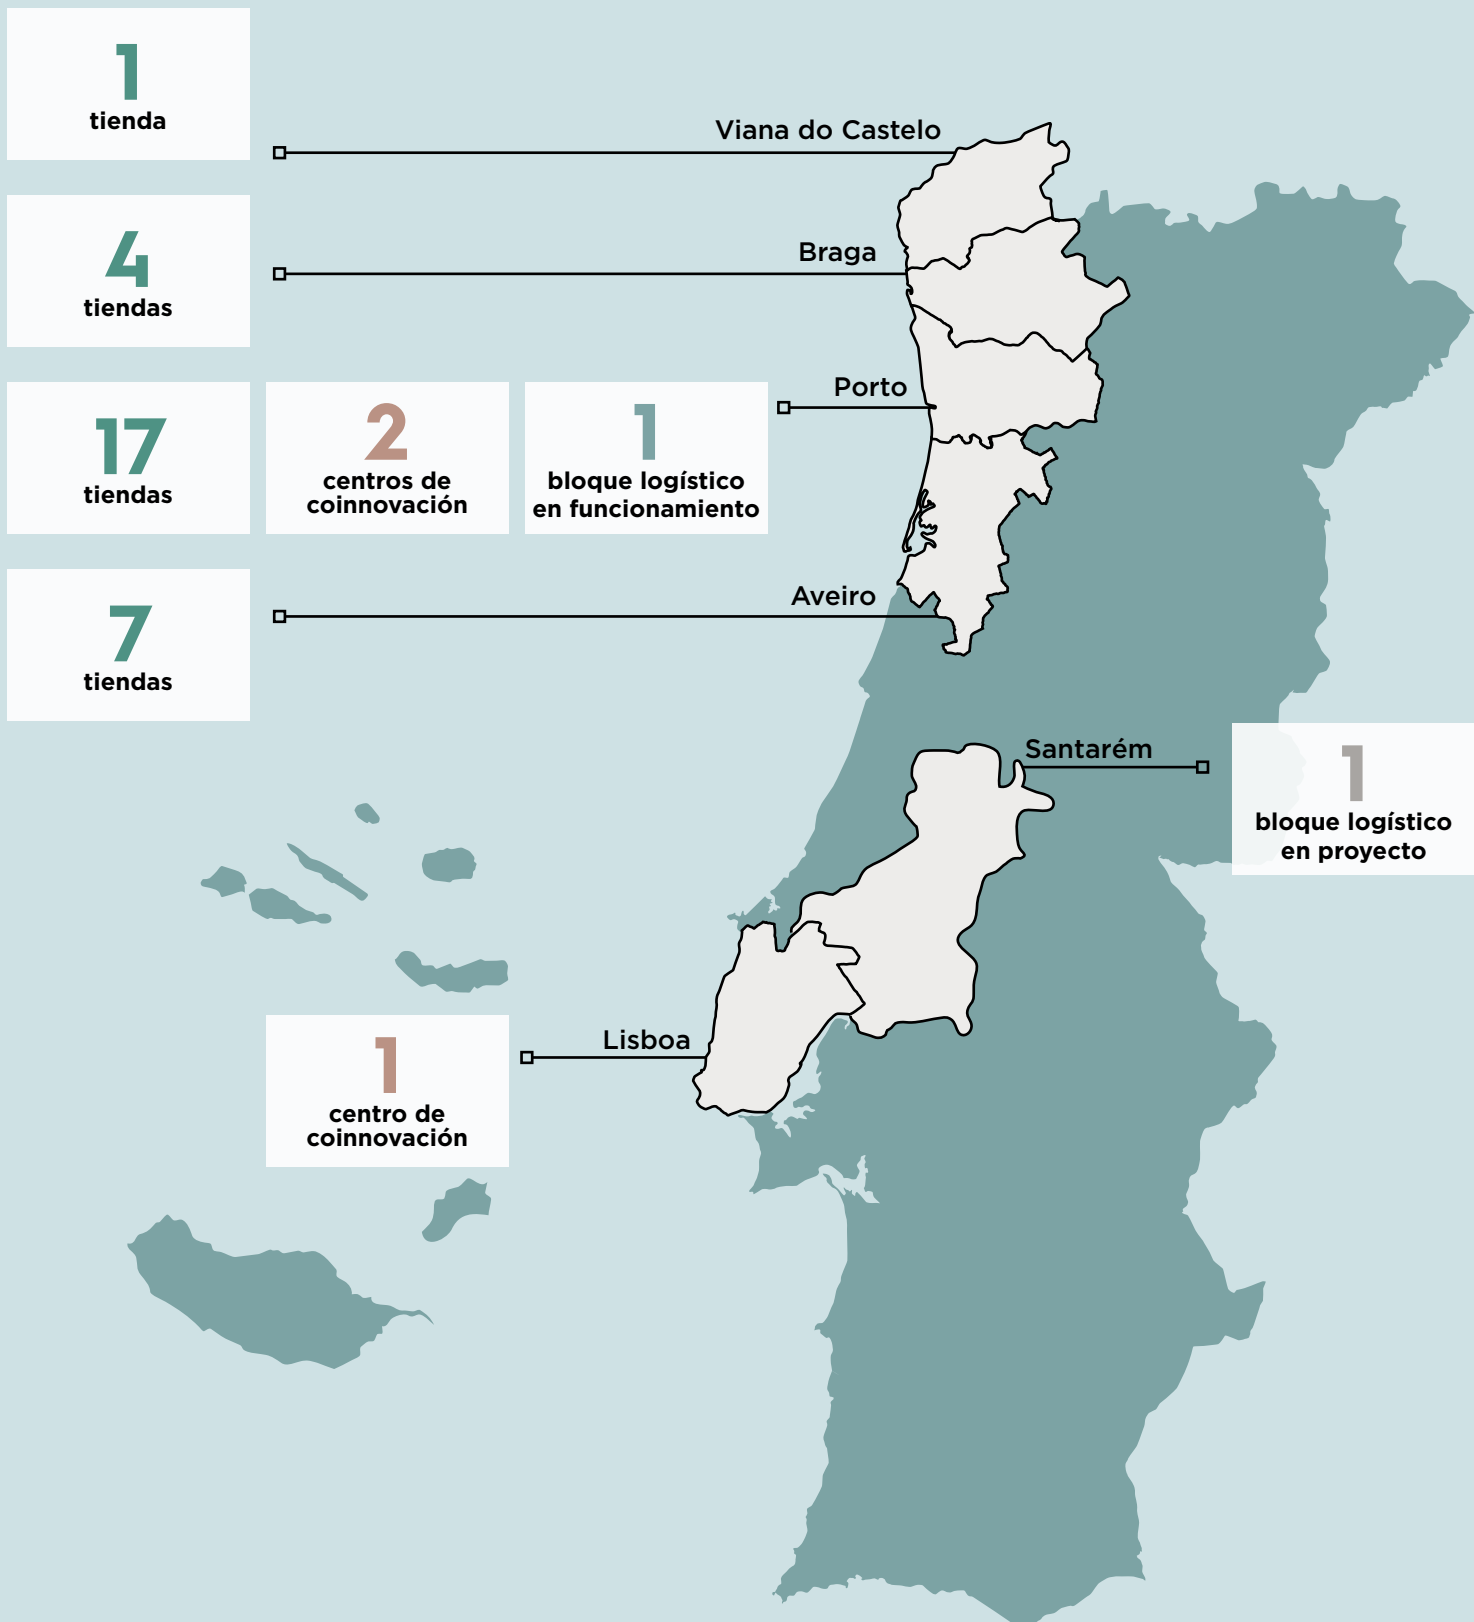 1
tienda
Viana do Castelo
4
tiendas
Braga
17
tiendas
2
centros de
coinnovación
1
bloque logístico
en funcionamiento
Porto
7
tiendas
Aveiro
Santarém
1
bloque logístico
en proyecto
1
centro de
coinnovación
Lisboa